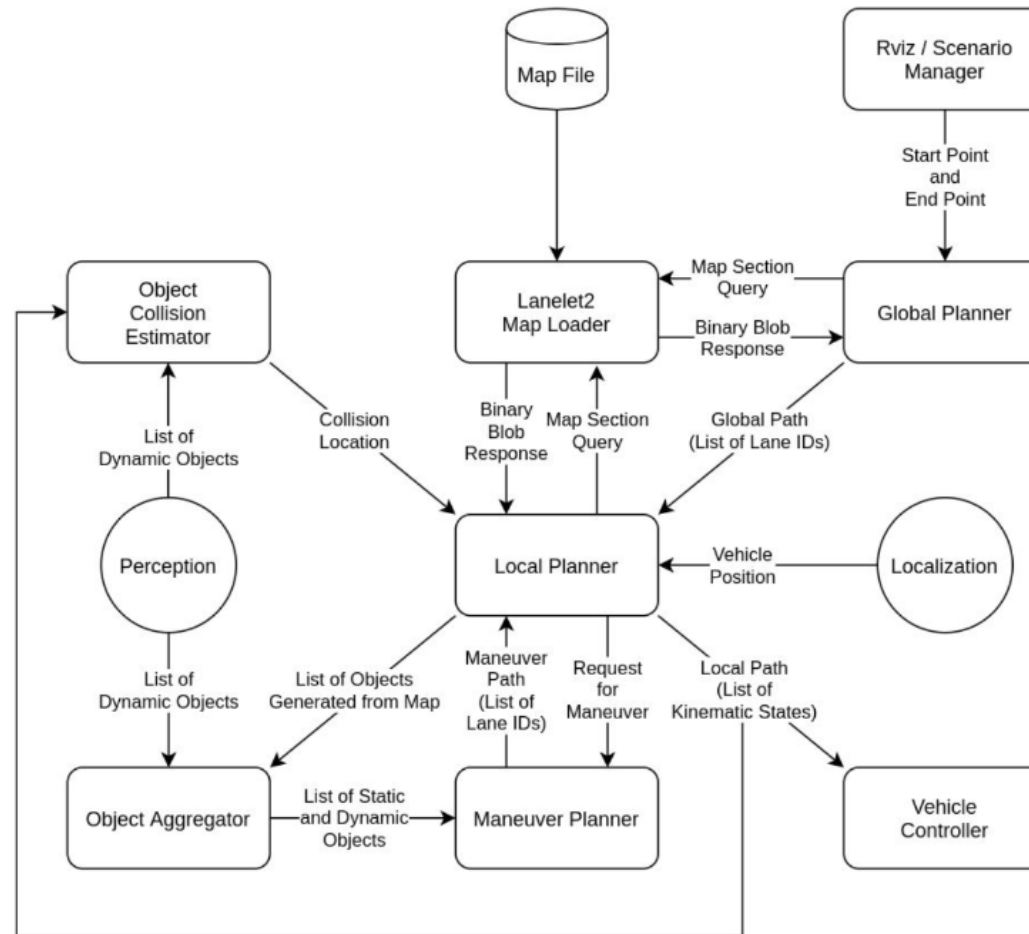 Map File
Rviz / Scenario
Manager
Start Point
and
End Point
Object
Collision
Estimator
Lanelet2
Map Loader
Map Section
Query
Binary Blob
Response
Global Planner
List of
Dynamic Objects
Collision
Location
Binary
Blob
Response
Map Section
Query
Global Path
(List of Lane IDs)
Perception
Local Planner
Vehicle
Position
Localization
List of
Dynamic Objects
List of Objects
Generated from Map
Maneuver
Path
(List of
Lane IDs)
Request
for
Maneuver
Local Path
(List of
Kinematic States)
Object Aggregator
List of Static
and Dynamic
Objects
Maneuver Planner
Vehicle
Controller